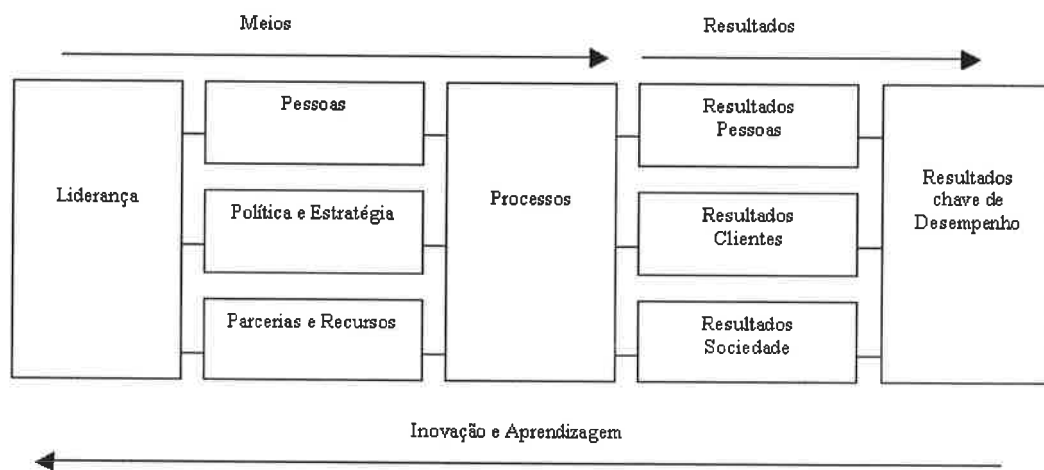 Meios
Resultados
Liderança
Pessoas
Política e Estratégia
Parcerias e Recursos
Processos
Resultados
Pessoas
Resultados
Clientes
Resultados
Sociedade
Resultados
chave de
Desempenho
Inovação e Aprendizagem